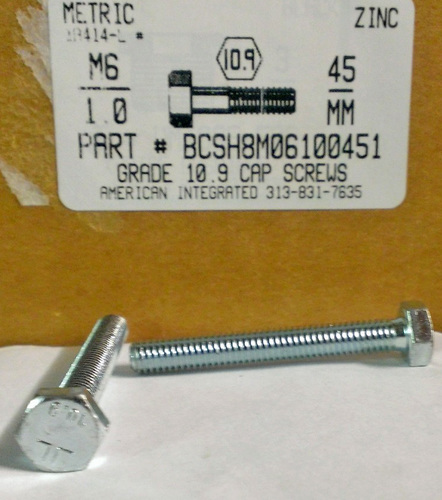 METRIC
ZINC
10.9
M6
1.0
45
MM
PART # BCSH8M06100451
GRADE 10.9 CAP SCREWS
AMERICAN INTEGRATED 313-831-7635